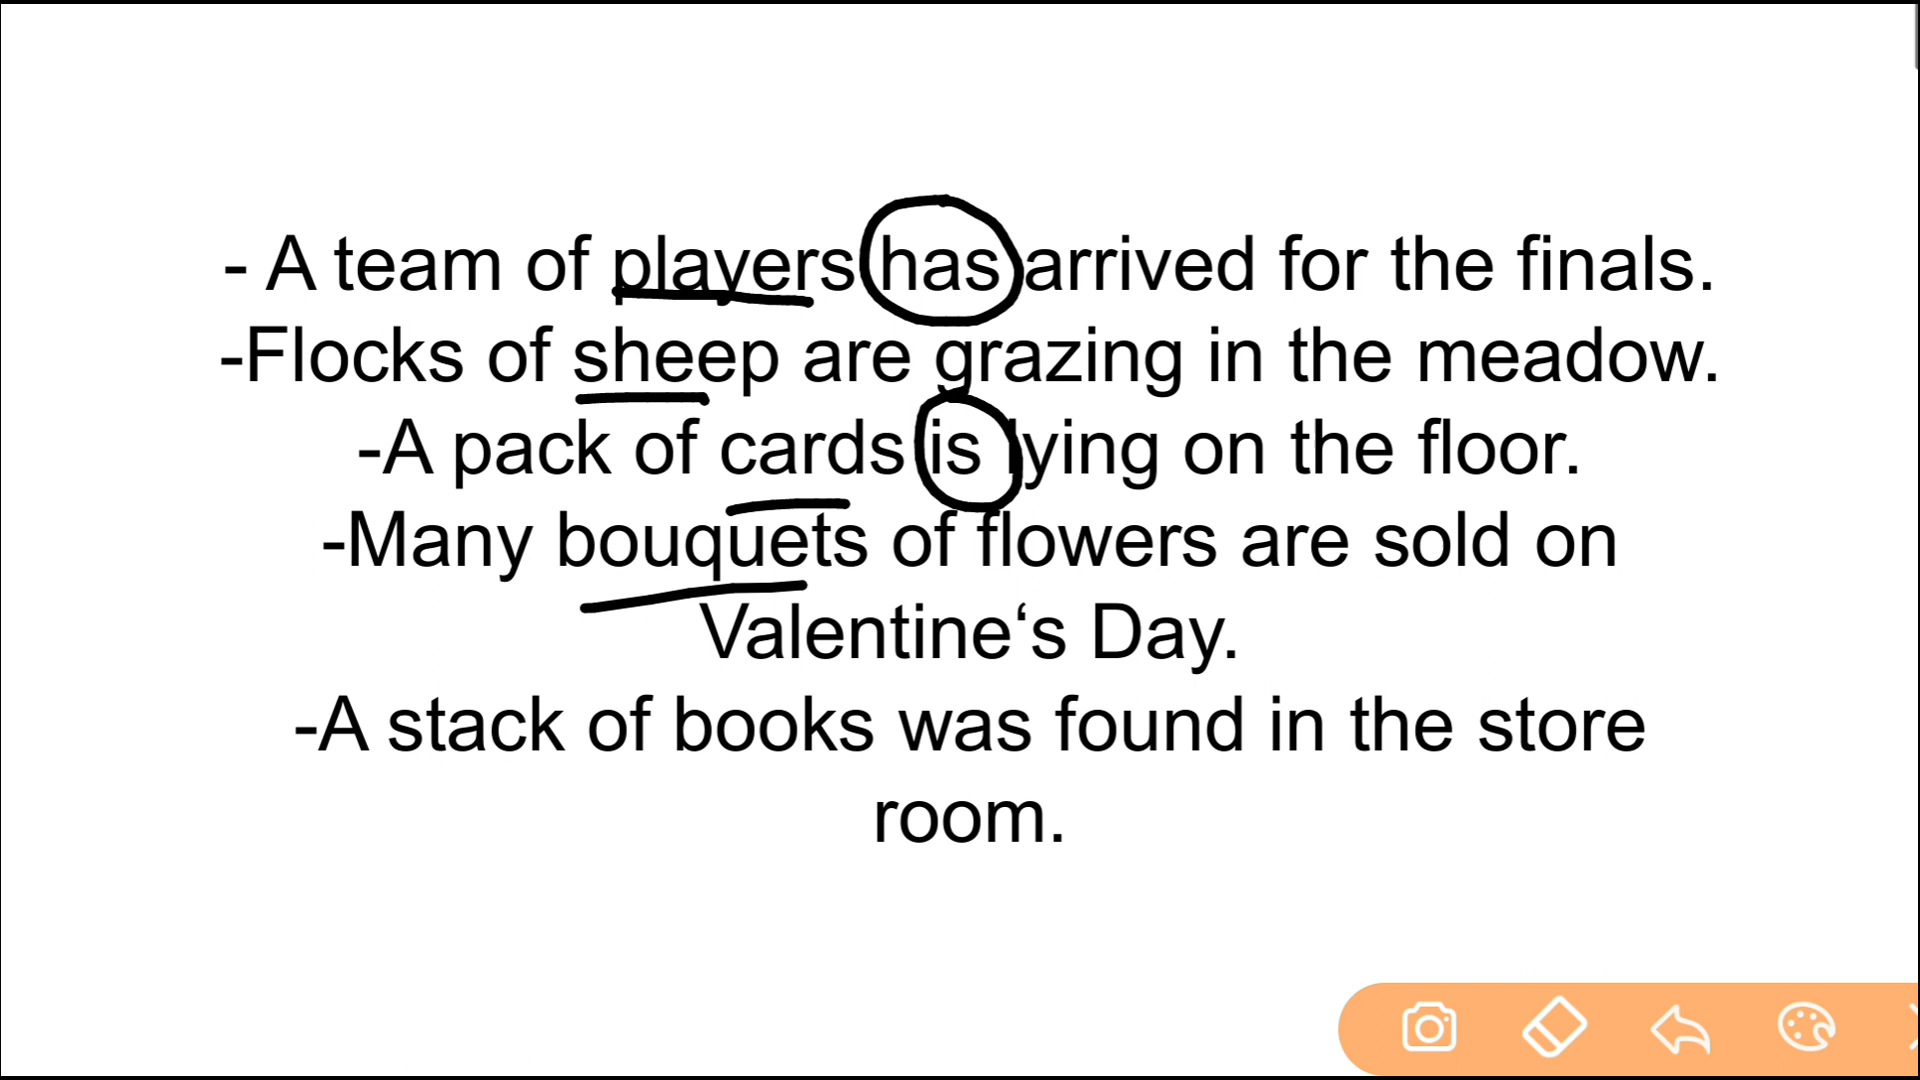 - A team of players has arrived for the finals.
-Flocks of sheep are grazing in the meadow.
-A pack of cards is lying on the floor.
-Many bouquets of flowers are sold on
Valentine‘s Day.
-A stack of books was found in the store
room.